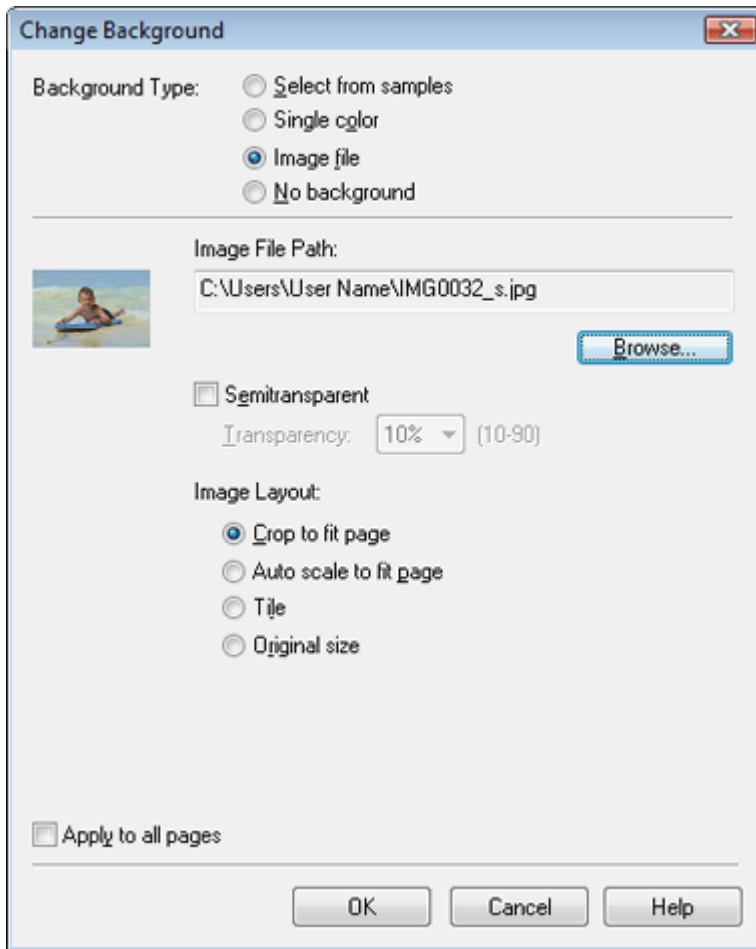 Change Background
Background Type:
Select from samples
Single color
Image file
No background
Image File Path:
C:\Users\User Name\IMG0032_s.jpg
Browse...
Semitransparent
Transparency: 10% (10-90)
Image Layout:
Crop to fit page
Auto scale to fit page
Tile
Original size
Apply to all pages
OK Cancel Help